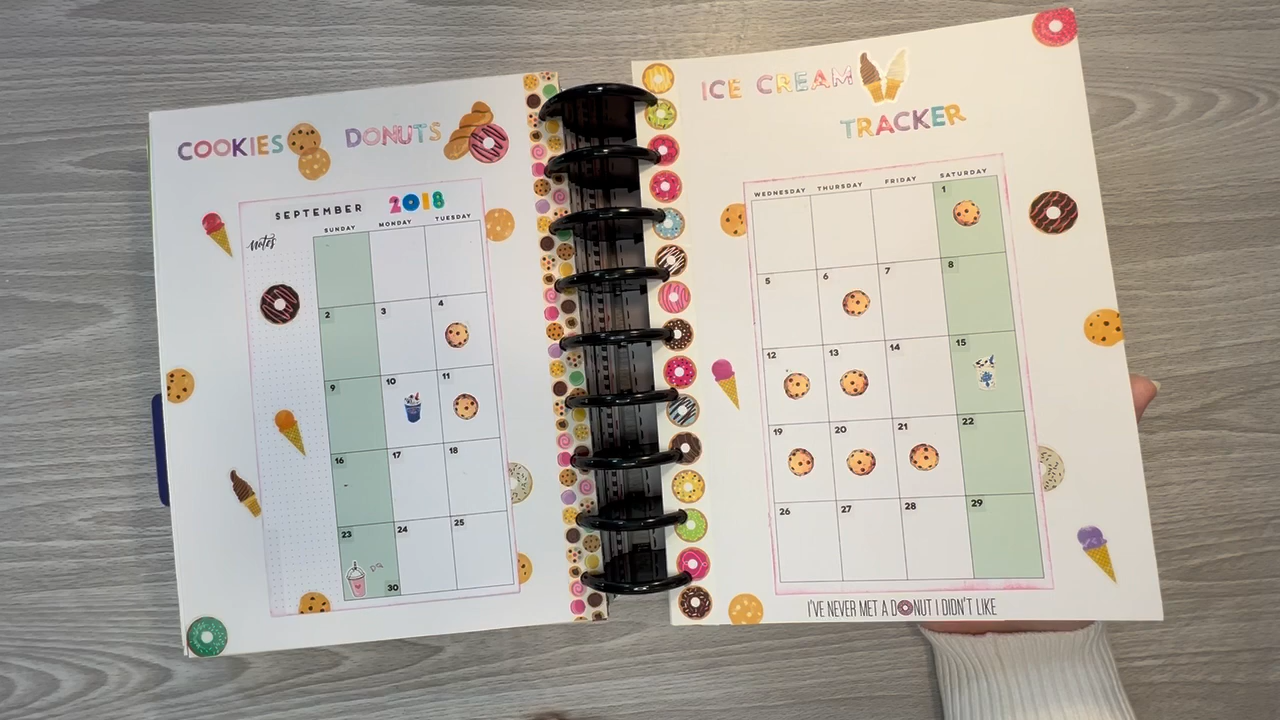 COOKIES DONUTS
SEPTEMBER 2018
Notes
SUNDAY MONDAY TUESDAY
2 3 4
9 10 11
16 17 18
23 24 25
30
ICE CREAM
TRACKER
WEDNESDAY THURSDAY FRIDAY SATURDAY
1
5 6 7 8
12 13 14 15
19 20 21 22
26 27 28 29
I'VE NEVER MET A DONUT I DIDN'T LIKE